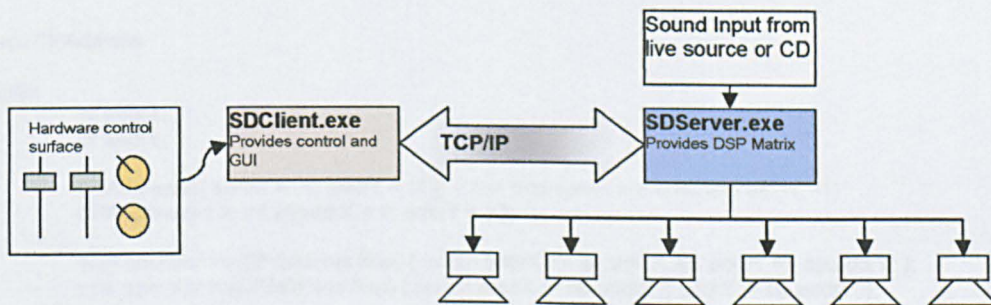 Sound Input from
live source or CD
Hardware control
surface
SDClient.exe
Provides control and
GUI
TCP/IP
SDServer.exe
Provides DSP Matrix